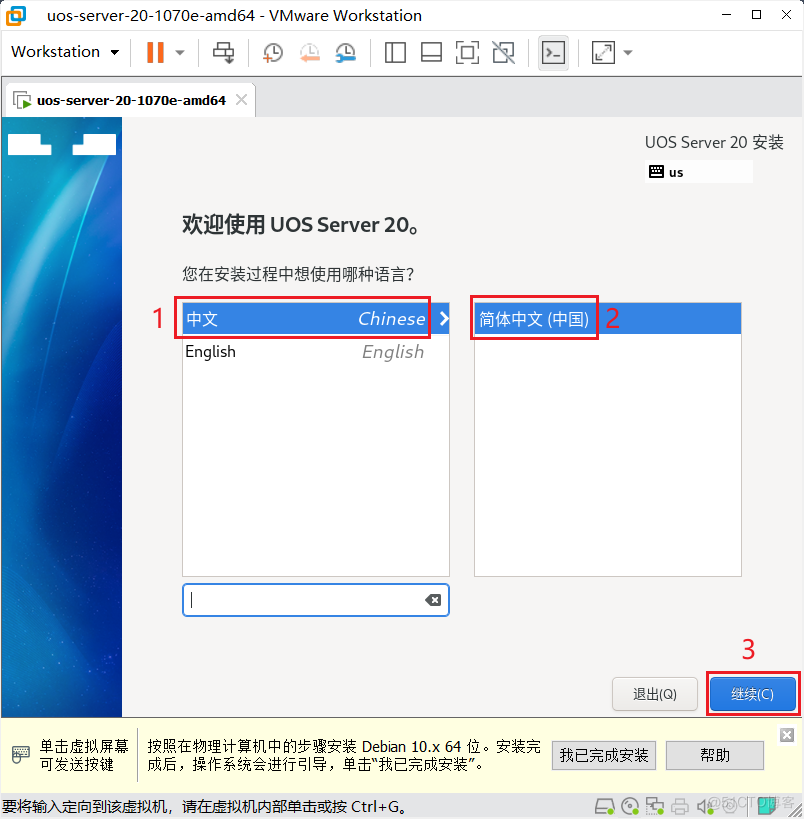 uos-server-20-1070e-amd64 - VMware Workstation
Workstation
uos-server-20-1070e-amd64
UOS Server 20 安装
us
欢迎使用 UOS Server 20。
您在安装过程中想使用哪种语言?
1
中文 Chinese
简体中文 (中国)
2
English English
3
退出(Q)
继续(C)
单击虚拟屏幕
可发送按键
按照在物理计算机中的步骤安装 Debian 10.x 64 位。安装完
成后，操作系统会进行引导，单击“我已完成安装”。
我已完成安装
帮助
要将输入定向到该虚拟机，请在虚拟机内部单击或按 Ctrl+G。
@51CTO博客